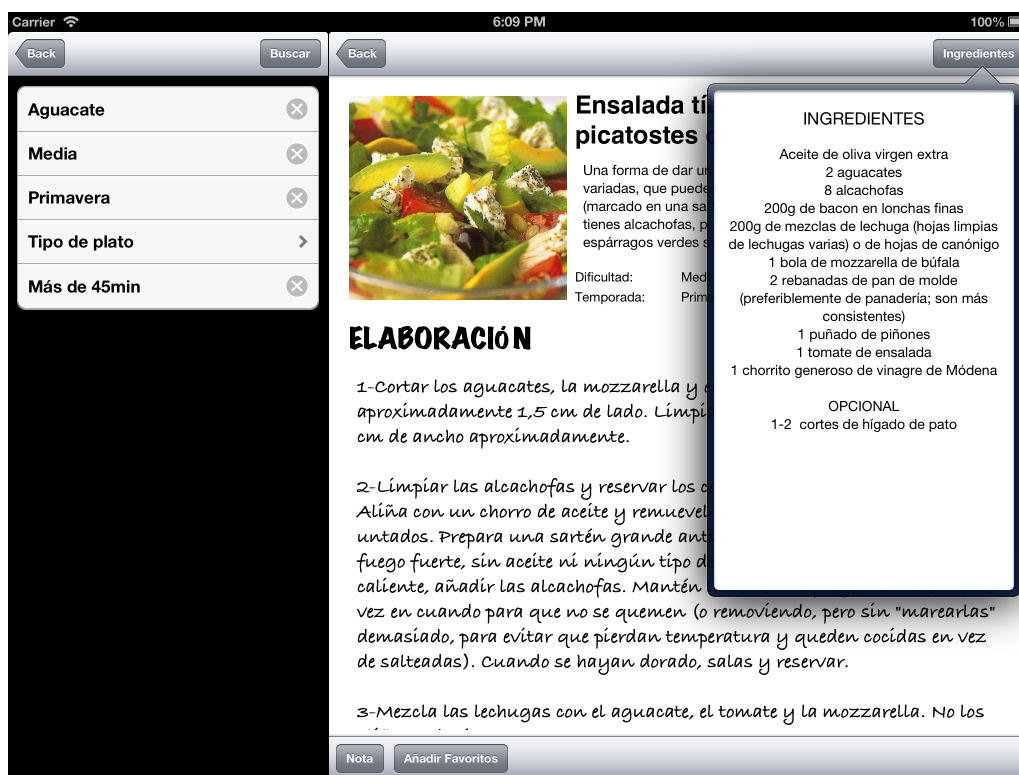 Carrier
6:09 PM
100%
Back
Buscar
Aguacate
Media
Primavera
Tipo de plato
Más de 45min
Back
Ingredientes
Ensalada
picatostes
Una forma de dar
variadas, que
(marcado en una
tienes alcachofas,
espárragos verdes
Dificultad:
Temporada:
ELABORACIóN
1-Cortar los aguacates, la mozzarella y
aproximadamente 1,5 cm de lado.
cm de ancho aproximadamente.
2-Limpiar las alcachofas y reservar los
Aliña con un chorro de aceite y
untados. Prepara una sartén grande
fuego fuerte, sin aceite ni ningún tipo
caliente, añadir las alcachofas. Mantén
vez en cuando para que no se quemen (o removiendo, pero sin "marearlas"
demasiado, para evitar que pierdan temperatura y queden cocidas en vez
de salteadas). Cuando se hayan dorado, salas y reservar.
3-Mezcla las lechugas con el aguacate, el tomate y la mozzarella. No los
INGREDIENTES
Aceite de oliva virgen extra
2 aguacates
8 alcachofas
200g de bacon en lonchas finas
200g de mezclas de lechuga (hojas limpias
de lechugas varias) o de hojas de canónigo
1 bola de mozzarella de búfala
2 rebanadas de pan de molde
(preferiblemente de panadería; son más
consistentes)
1 puñado de piñones
1 tomate de ensalada
1 chorrito generoso de vinagre de Módena
OPCIONAL
1-2 cortes de hígado de pato
Nota
Añadir Favoritos